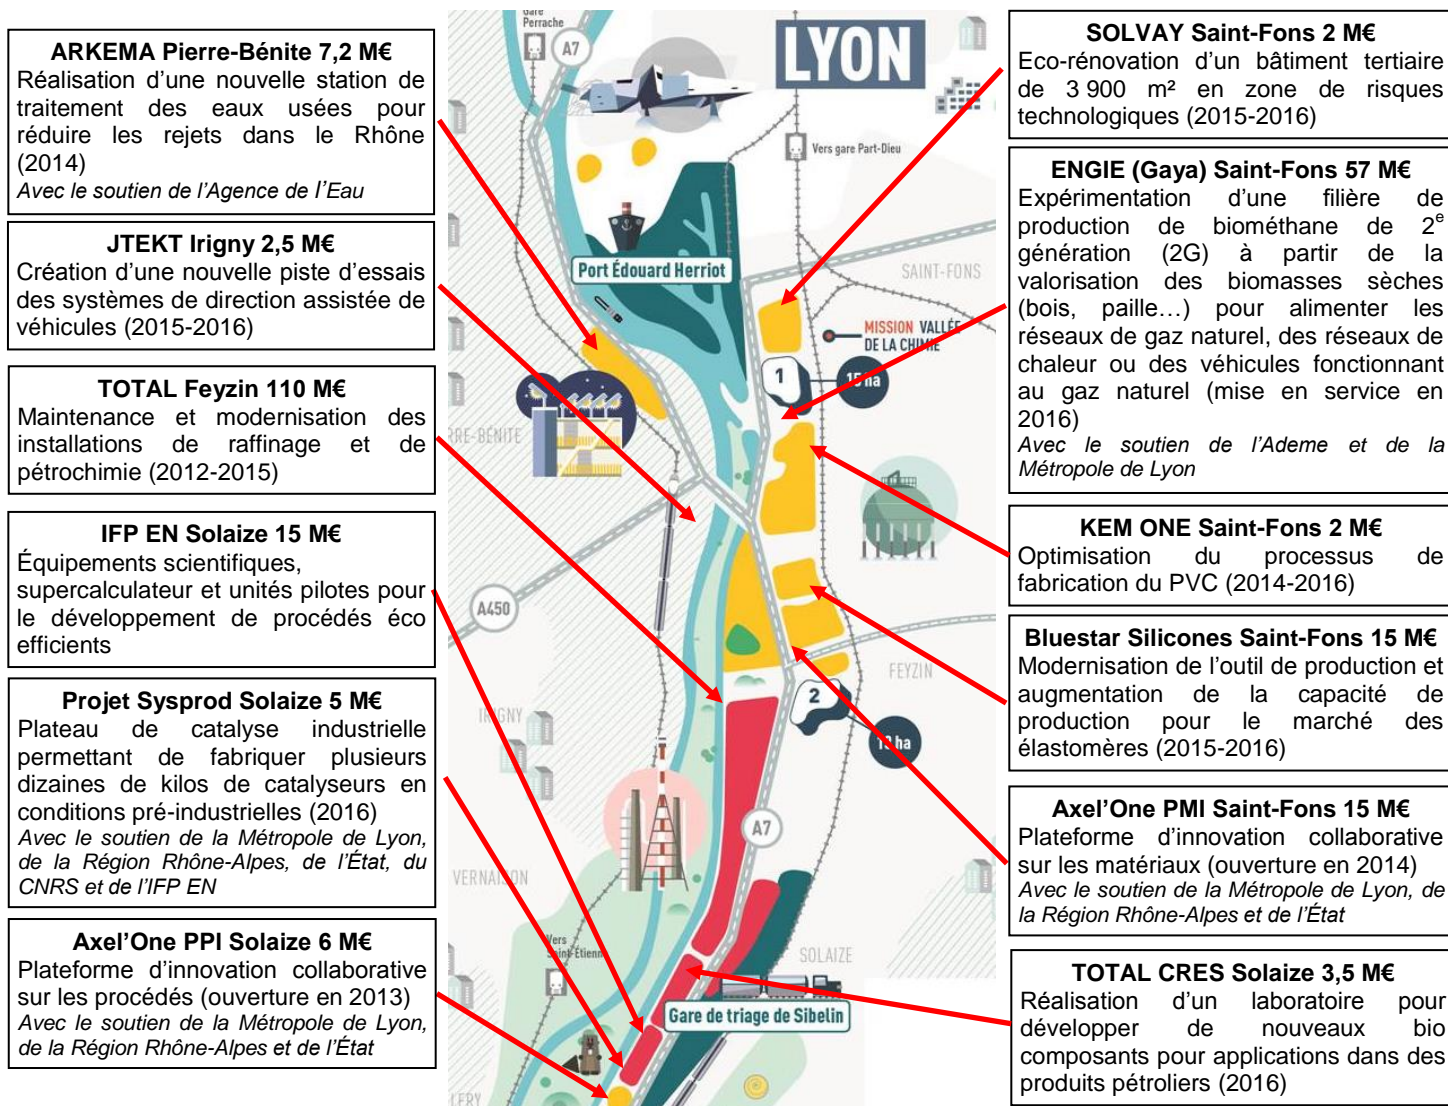 ARKEMA Pierre-Bénite 7,2 M€
Réalisation d’une nouvelle station de
traitement des eaux usées pour
réduire les rejets dans le Rhône
(2014)
Avec le soutien de l’Agence de l’Eau
JTEKT Irigny 2,5 M€
Création d’une nouvelle piste d’essais
des systèmes de direction assistée de
véhicules (2015-2016)
TOTAL Feyzin 110 M€
Maintenance et modernisation des
installations de raffinage et de
pétrochimie (2012-2015)
IFP EN Solaize 15 M€
Équipements scientifiques,
supercalculateur et unités pilotes pour
le développement de procédés éco
efficients
Projet Sysprod Solaize 5 M€
Plateau de catalyse industrielle
permettant de fabriquer plusieurs
dizaines de kilos de catalyseurs en
conditions pré-industrielles (2016)
Avec le soutien de la Métropole de Lyon,
de la Région Rhône-Alpes, de l’État, du
CNRS et de l’IFP EN
Axel’One PPI Solaize 6 M€
Plateforme d’innovation collaborative
sur les procédés (ouverture en 2013)
Avec le soutien de la Métropole de Lyon,
de la Région Rhône-Alpes et de l’État
Gare
Perrache
A7
LYON
Vers gare Part-Dieu
Port Édouard Herriot
SAINT-FONS
MISSION VALLÉE
DE LA CHIMIE
1
15 ha
RRE-BÉNITE
A450
FEYZIN
2
IRIGNY
A7
VERNAISON
Vers
Saint-Étienne
SOLAIZE
Gare de triage de Sibelin
SOLVAY Saint-Fons 2 M€
Eco-rénovation d’un bâtiment tertiaire
de 3 900 m² en zone de risques
technologiques (2015-2016)
ENGIE (Gaya) Saint-Fons 57 M€
Expérimentation d’une filière de
production de biométhane de 2e
génération (2G) à partir de la
valorisation des biomasses sèches
(bois, paille…) pour alimenter les
réseaux de gaz naturel, des réseaux de
chaleur ou des véhicules fonctionnant
au gaz naturel (mise en service en
2016)
Avec le soutien de l’Ademe et de la
Métropole de Lyon
KEM ONE Saint-Fons 2 M€
Optimisation du processus de
fabrication du PVC (2014-2016)
Bluestar Silicones Saint-Fons 15 M€
Modernisation de l’outil de production et
augmentation de la capacité de
production pour le marché des
élastomères (2015-2016)
Axel’One PMI Saint-Fons 15 M€
Plateforme d’innovation collaborative
sur les matériaux (ouverture en 2014)
Avec le soutien de la Métropole de Lyon, de
la Région Rhône-Alpes et de l’État
TOTAL CRES Solaize 3,5 M€
Réalisation d’un laboratoire pour
développer de nouveaux bio
composants pour applications dans des
produits pétroliers (2016)